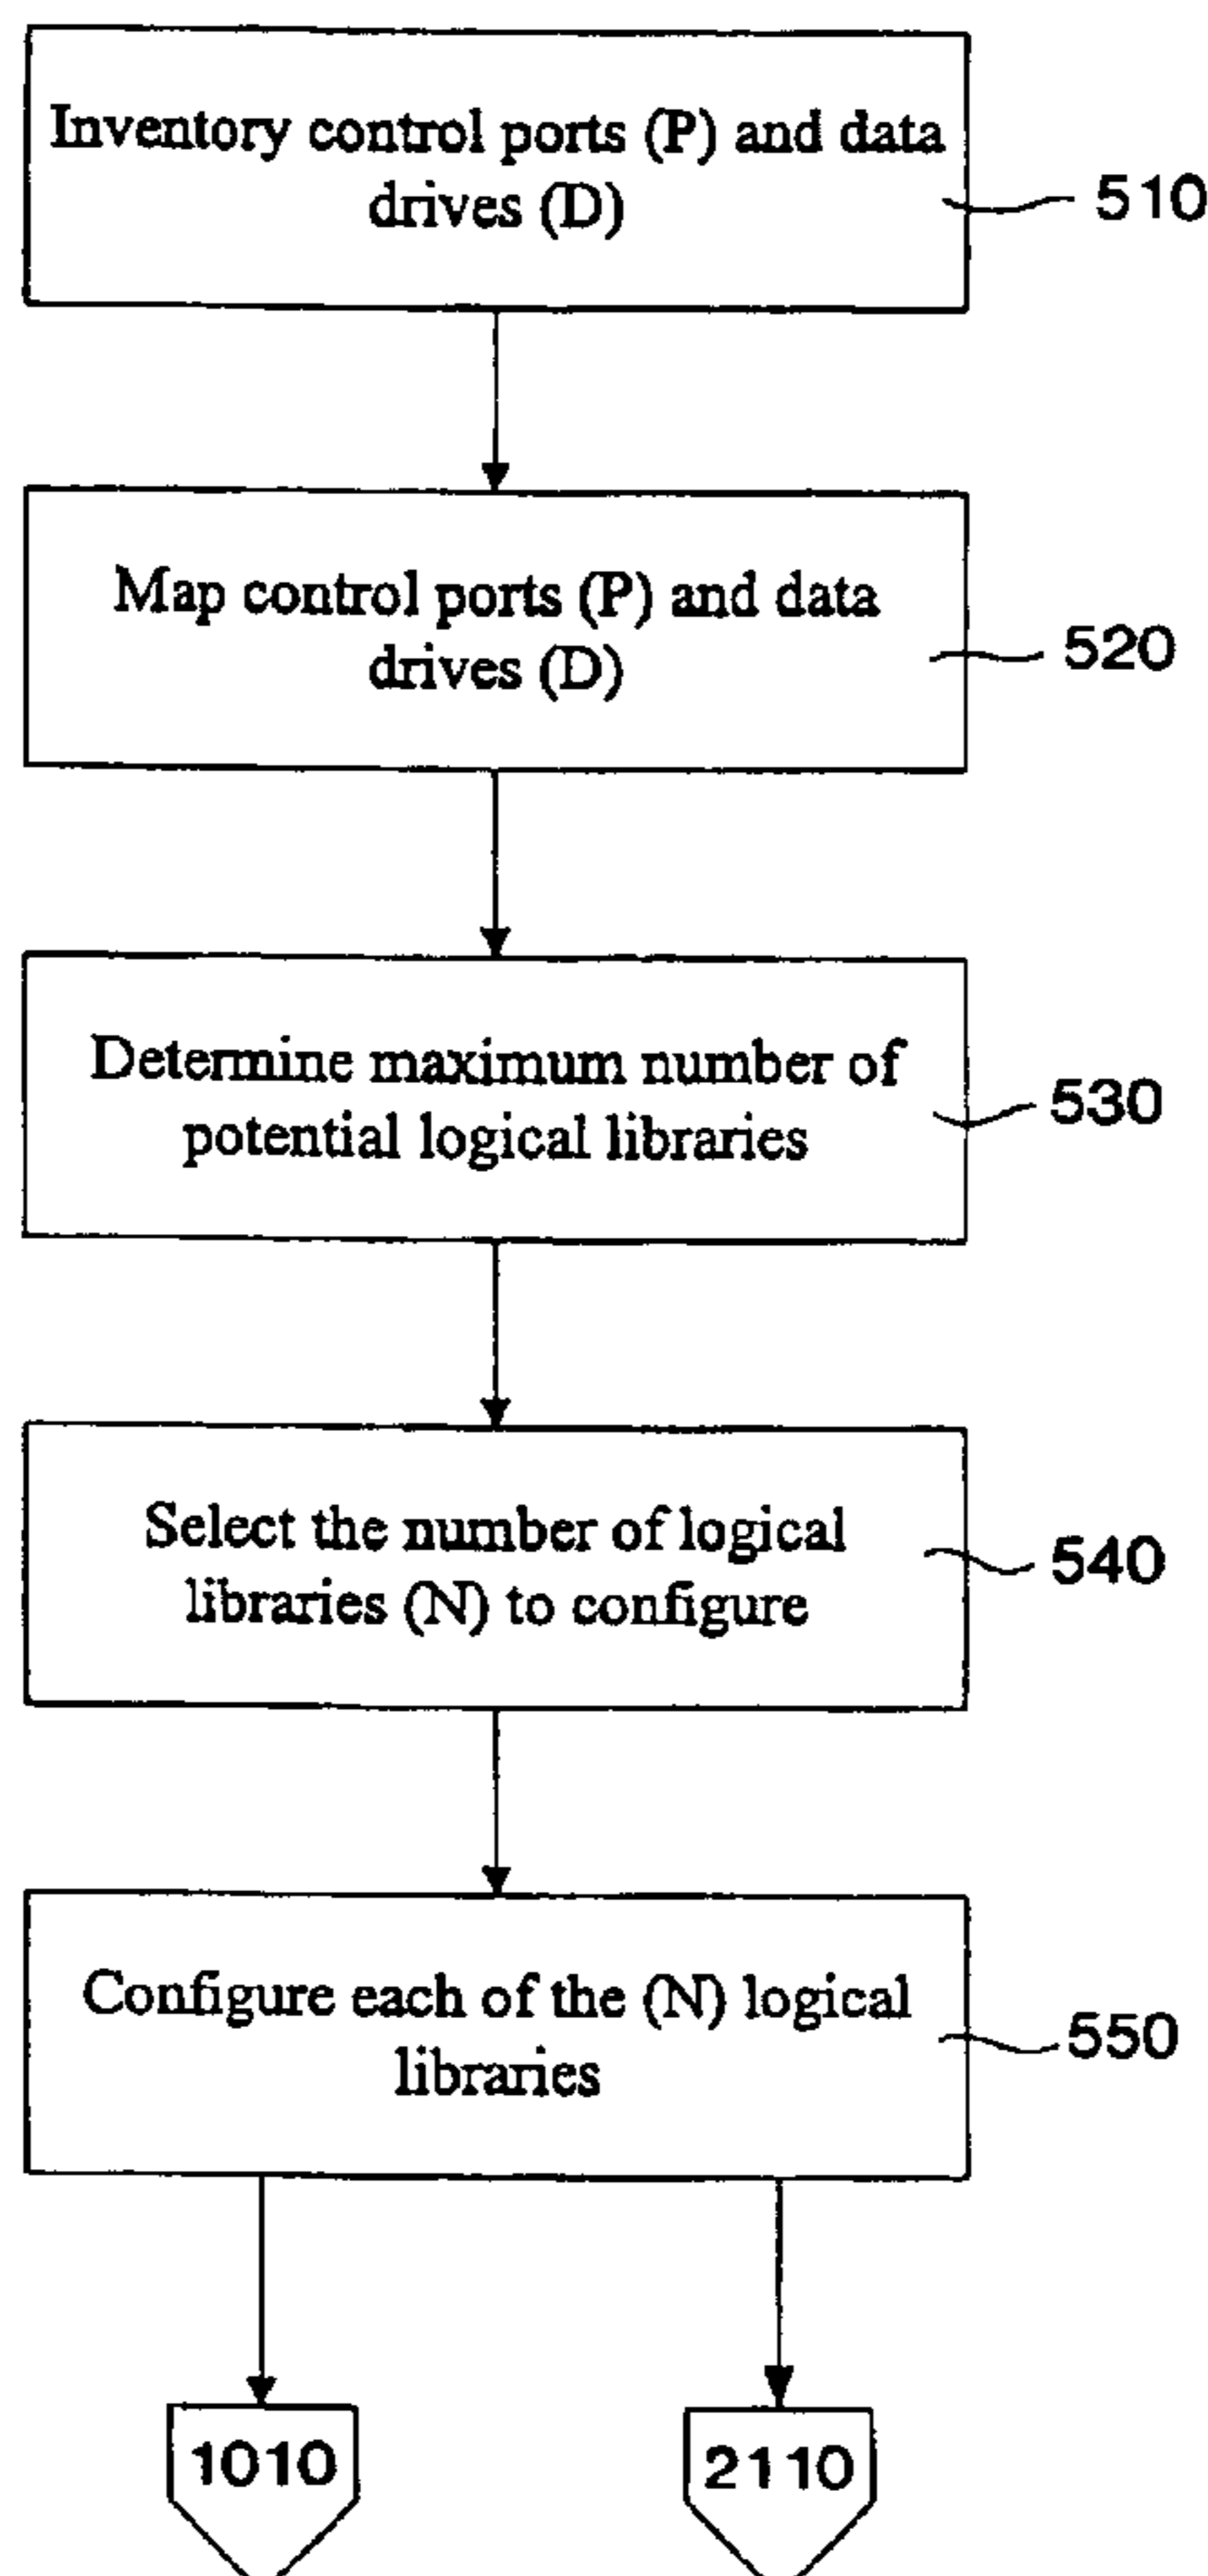 Inventory control ports (P) and data
drives (D)
510
Map control ports (P) and data
drives (D)
520
Determine maximum number of
potential logical libraries
530
Select the number of logical
libraries (N) to configure
540
Configure each of the (N) logical
libraries
550
1010
2110